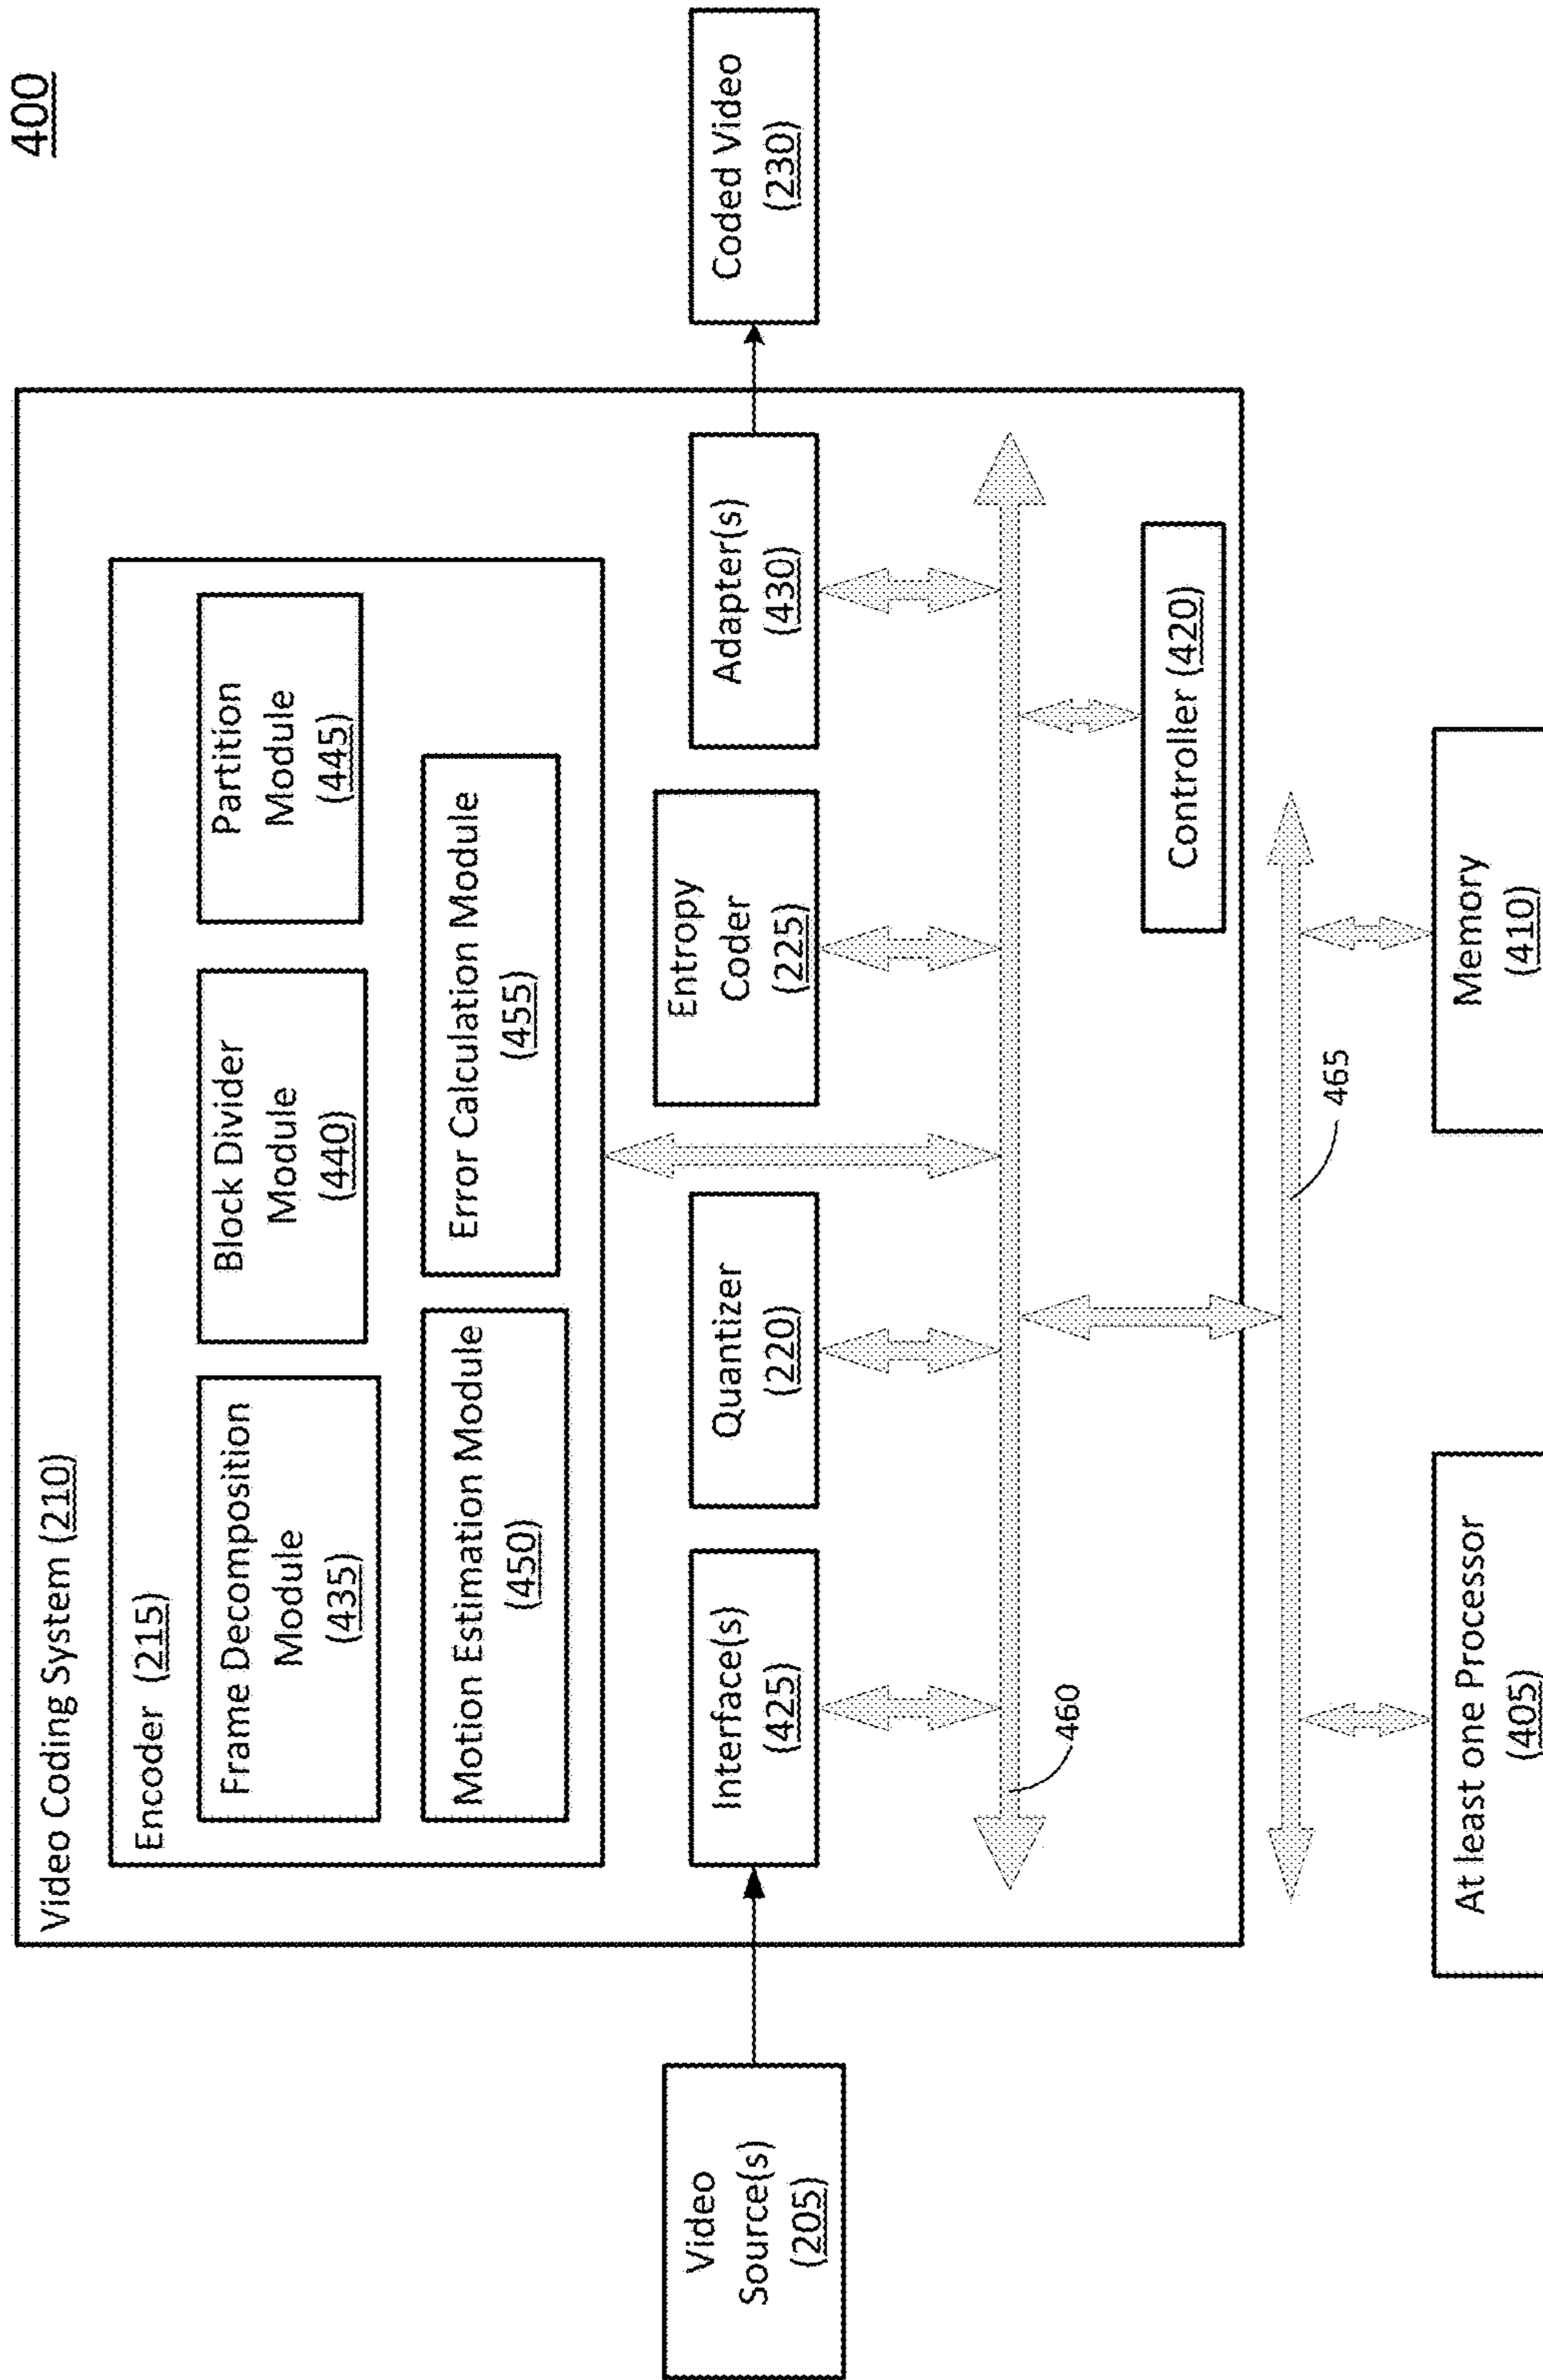 400
Video Coding System (210)
Encoder (215)
Frame Decomposition
Module
(435)
Block Divider
Module
(440)
Partition
Module
(445)
Motion Estimation Module
(450)
Error Calculation Module
(455)
Video
Source(s)
(205)
Interface(s)
(425)
Quantizer
(220)
Entropy
Coder
(225)
Adapter(s)
(430)
Coded Video
(230)
460
Controller (420)
465
At least one Processor
(405)
Memory
(410)